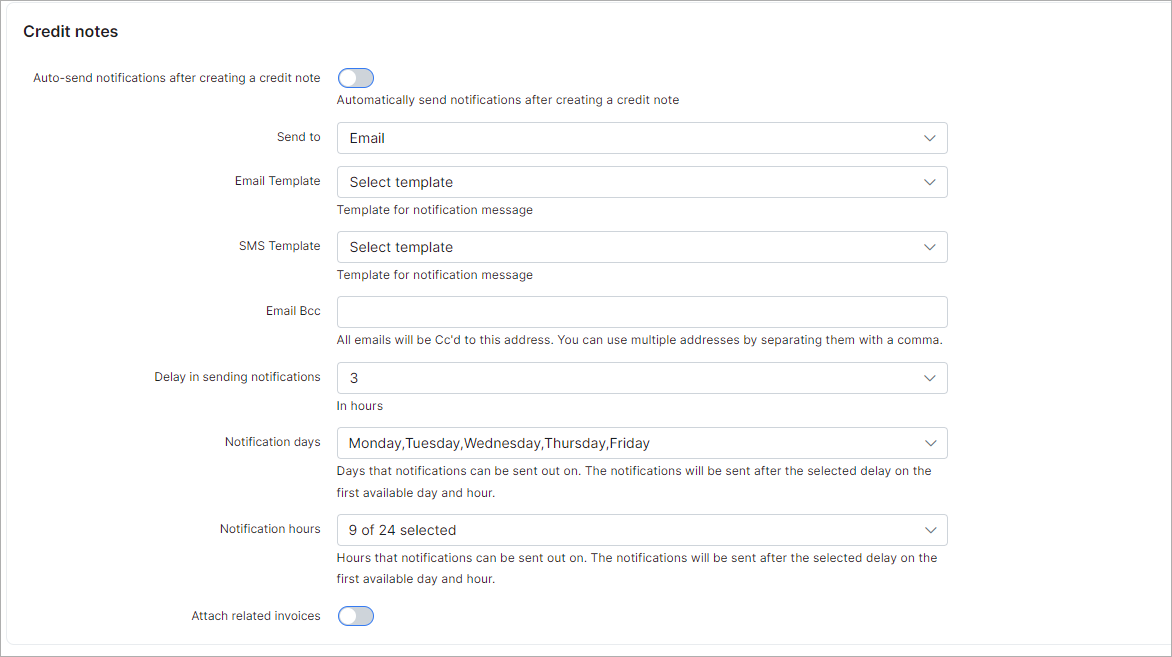 Credit notes
Auto-send notifications after creating a credit note
Automatically send notifications after creating a credit note
Send to
Email
Email Template
Select template
Template for notification message
SMS Template
Select template
Template for notification message
Email Bcc
All emails will be Cc'd to this address. You can use multiple addresses by separating them with a comma.
Delay in sending notifications
3
In hours
Notification days
Monday,Tuesday,Wednesday,Thursday,Friday
Days that notifications can be sent out on. The notifications will be sent after the selected delay on the
first available day and hour.
Notification hours
9 of 24 selected
Hours that notifications can be sent out on. The notifications will be sent after the selected delay on the
first available day and hour.
Attach related invoices